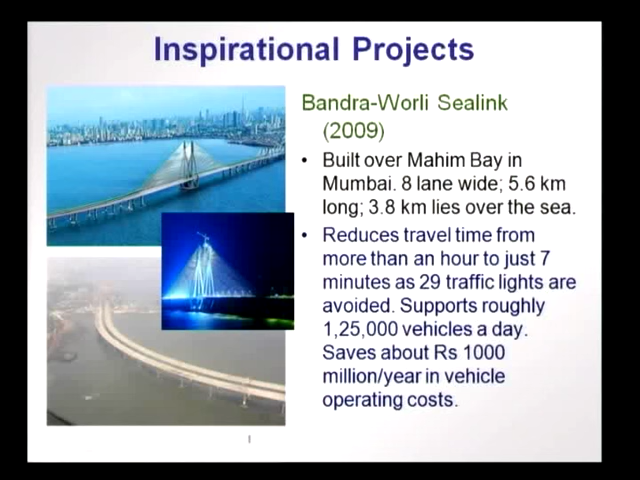 Inspirational Projects
Bandra-Worli Sealink
(2009)
• Built over Mahim Bay in
Mumbai. 8 lane wide; 5.6 km
long; 3.8 km lies over the sea.
• Reduces travel time from
more than an hour to just 7
minutes as 29 traffic lights are
avoided. Supports roughly
1,25,000 vehicles a day.
Saves about Rs 1000
million/year in vehicle
operating costs.